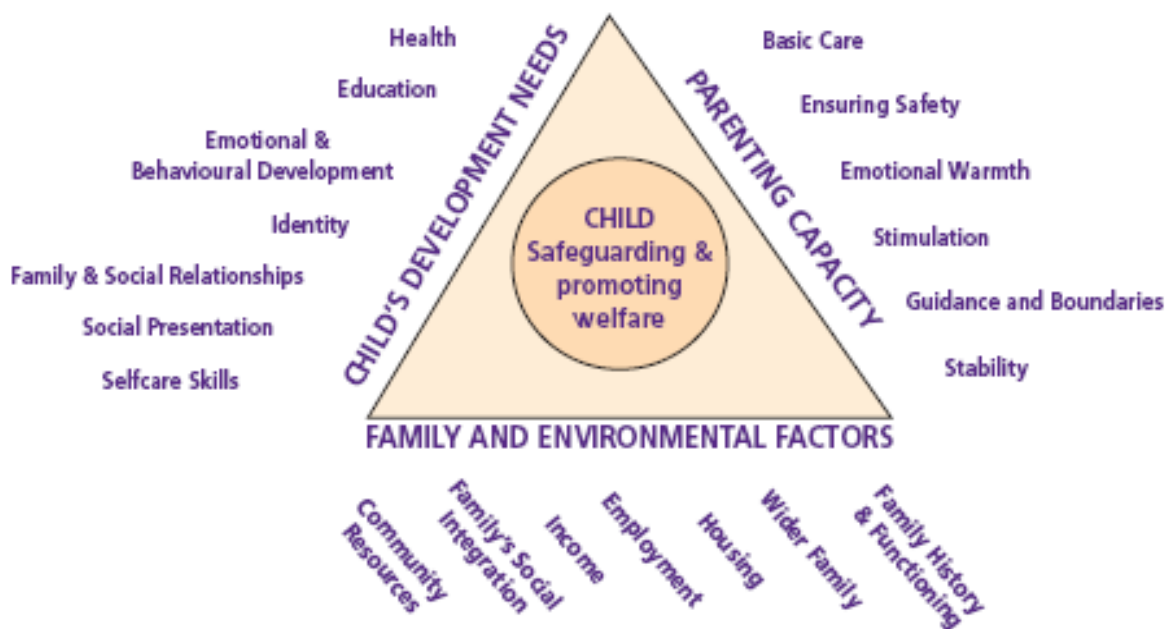 Health
Education
Emotional &
Behavioural Development
Identity
Family & Social Relationships
Social Presentation
Selfcare Skills
CHILD'S DEVELOPMENT NEEDS
CHILD
Safeguarding &
promoting
welfare
PARENTING CAPACITY
Basic Care
Ensuring Safety
Emotional Warmth
Stimulation
Guidance and Boundaries
Stability
FAMILY AND ENVIRONMENTAL FACTORS
Community
Resources
Family's Social
Integration
Income
Employment
Housing
Wider Family
Family History
& Functioning